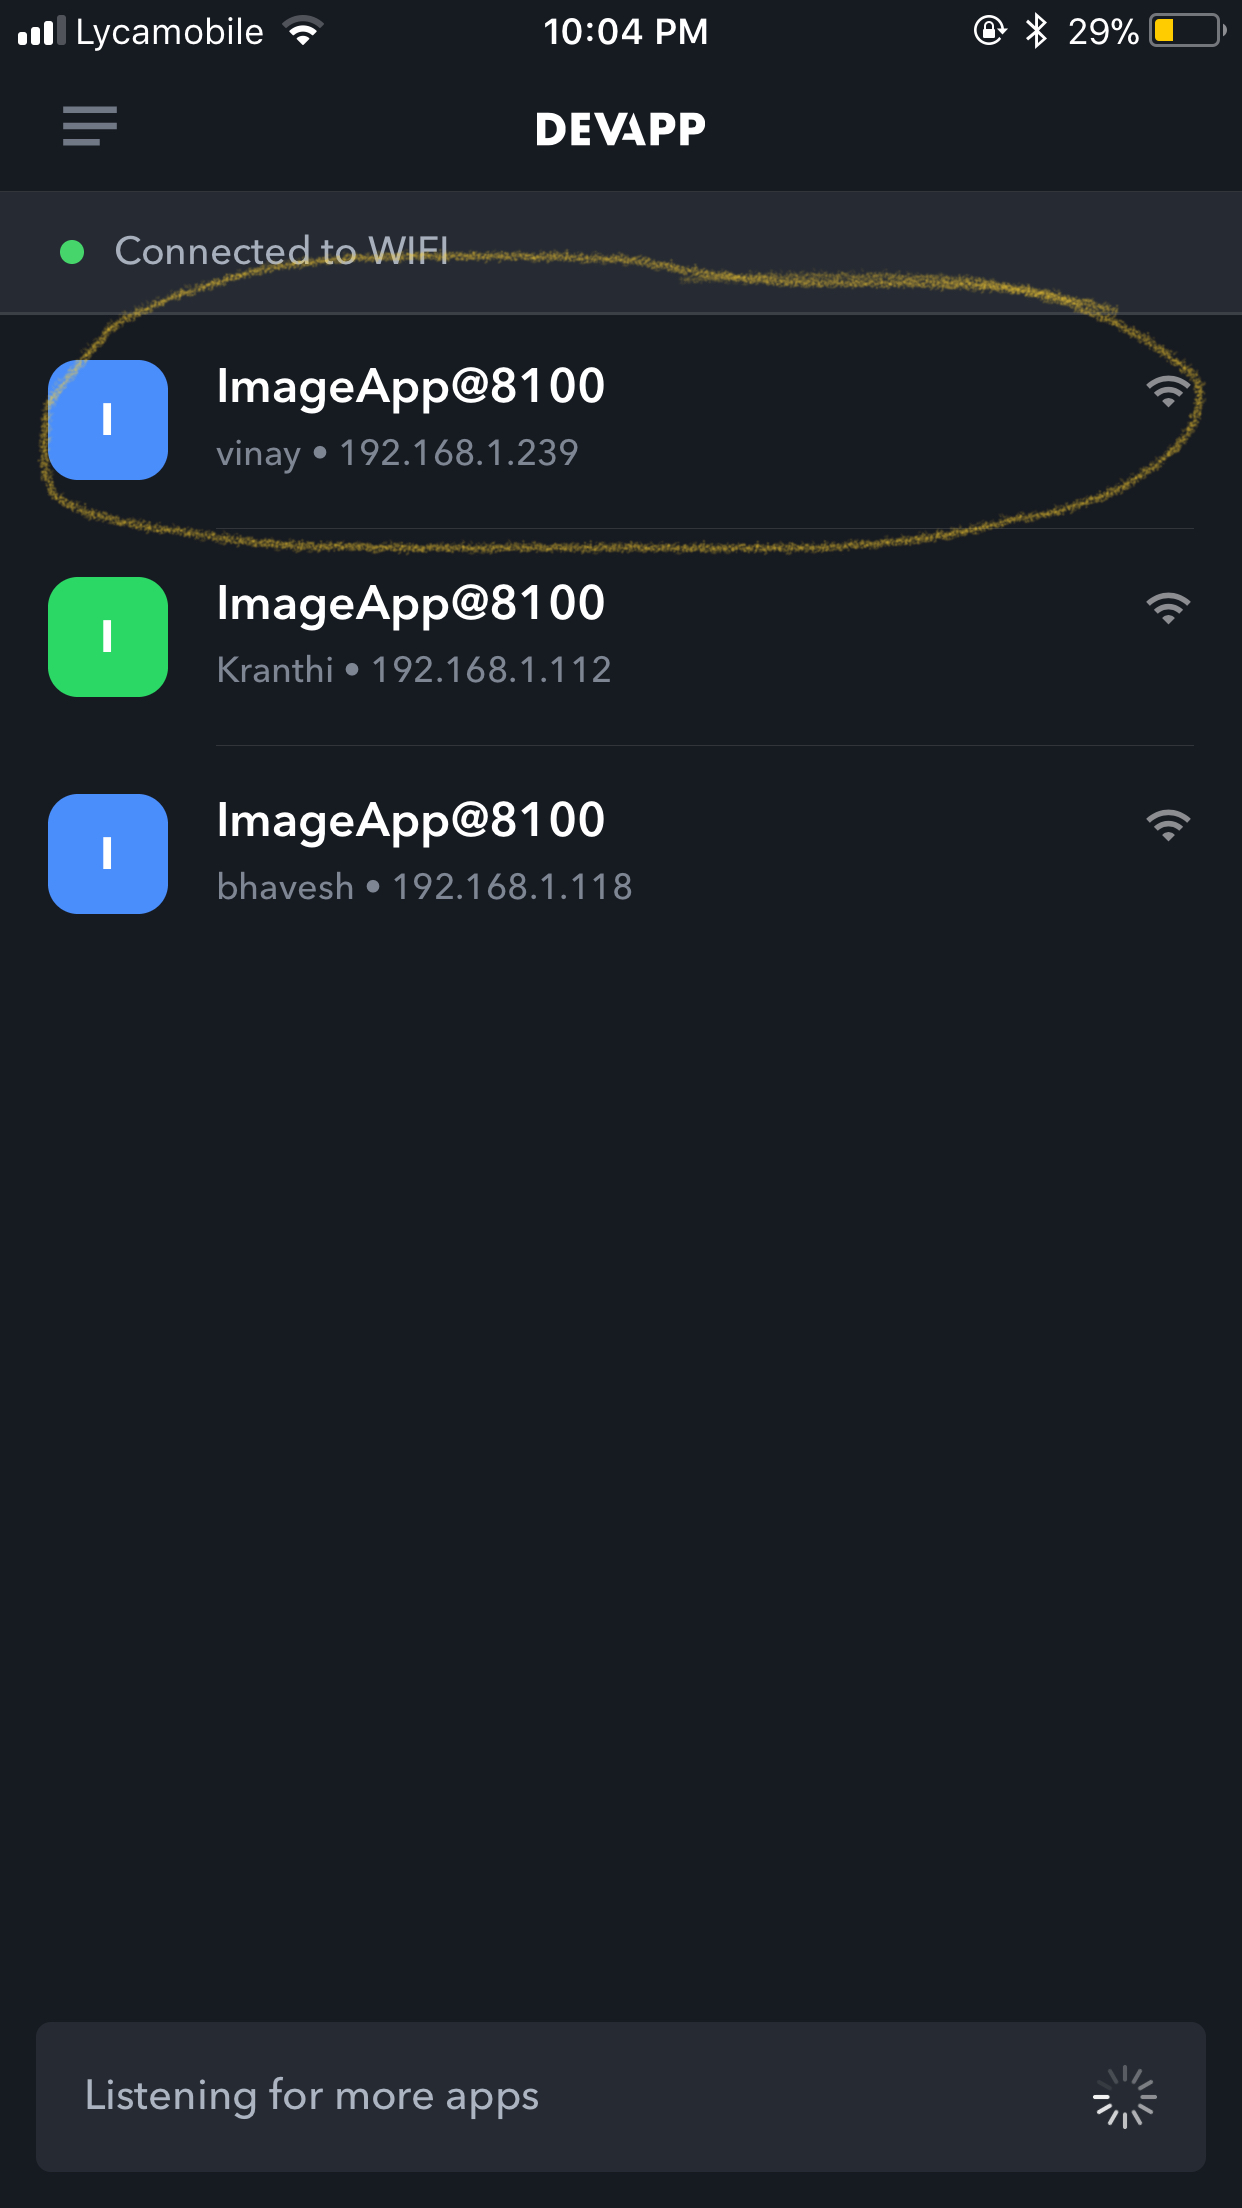 Lycamobile 10:04 PM 29%
DEVAPP
Connected to WIFI
I ImageApp@8100
vinay • 192.168.1.239
I ImageApp@8100
Kranthi • 192.168.1.112
I ImageApp@8100
bhavesh • 192.168.1.118
Listening for more apps